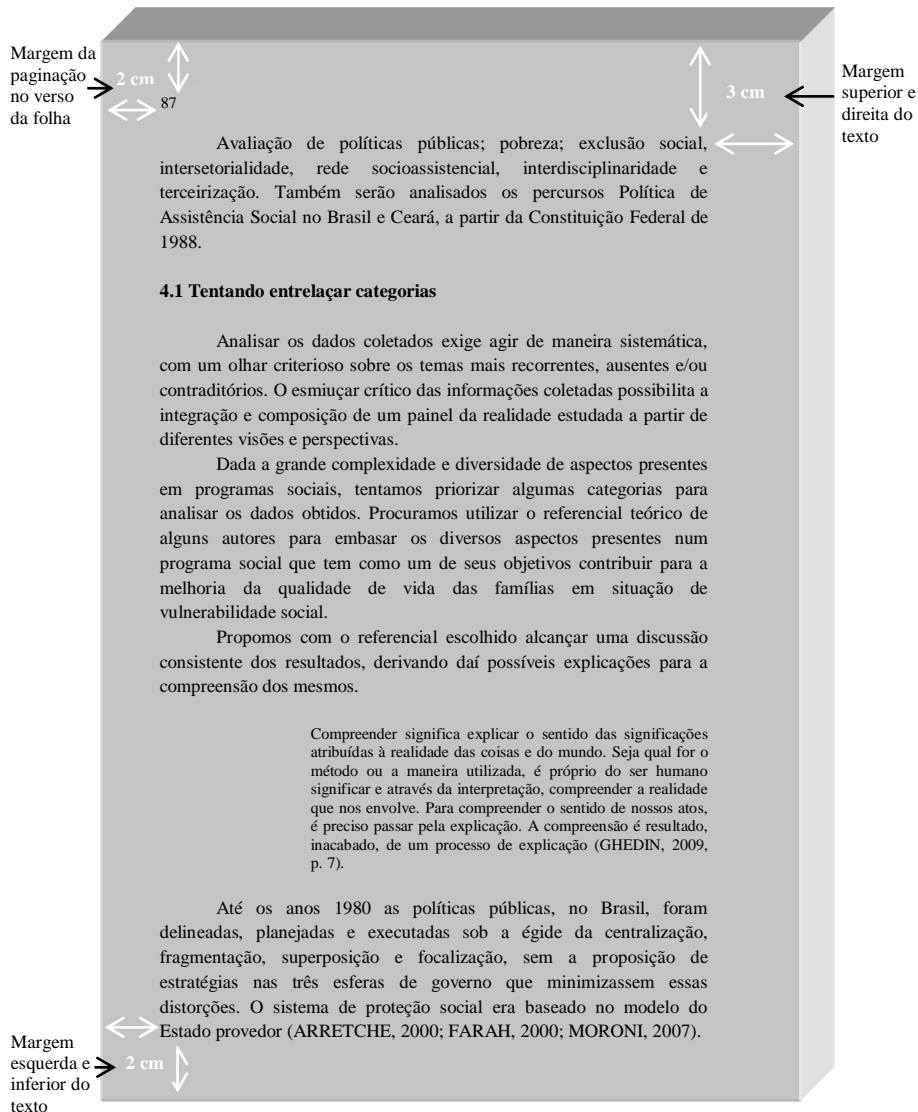 Margem da
paginação
no verso
da folha
2 cm
87
3 cm
Margem
superior e
direita do
texto
Avaliação de políticas públicas; pobreza; exclusão social,
intersetorialidade, rede socioassistencial, interdisciplinaridade e
terceirização. Também serão analisados os percursos Política de
Assistência Social no Brasil e Ceará, a partir da Constituição Federal de
1988.
4.1 Tentando entrelaçar categorias
Analisar os dados coletados exige agir de maneira sistemática,
com um olhar criterioso sobre os temas mais recorrentes, ausentes e/ou
contraditórios. O esmiuçar crítico das informações coletadas possibilita a
integração e composição de um painel da realidade estudada a partir de
diferentes visões e perspectivas.
Dada a grande complexidade e diversidade de aspectos presentes
em programas sociais, tentamos priorizar algumas categorias para
analisar os dados obtidos. Procuramos utilizar o referencial teórico de
alguns autores para embasar os diversos aspectos presentes num
programa social que tem como um de seus objetivos contribuir para a
melhoria da qualidade de vida das famílias em situação de
vulnerabilidade social.
Propomos com o referencial escolhido alcançar uma discussão
consistente dos resultados, derivando daí possíveis explicações para a
compreensão dos mesmos.
Compreender significa explicar o sentido das significações
atribuídas à realidade das coisas e do mundo. Seja qual for o
método ou a maneira utilizada, é próprio do ser humano
significar e através da interpretação, compreender a realidade
que nos envolve. Para compreender o sentido de nossos atos,
é preciso passar pela explicação. A compreensão é resultado,
inacabado, de um processo de explicação (GHEDIN, 2009,
p. 7).
Até os anos 1980 as políticas públicas, no Brasil, foram
delineadas, planejadas e executadas sob a égide da centralização,
fragmentação, superposição e focalização, sem a proposição de
estratégias nas três esferas de governo que minimizassem essas
distorções. O sistema de proteção social era baseado no modelo do
Estado provedor (ARRETCHE, 2000; FARAH, 2000; MORONI, 2007).
Margem
esquerda e
inferior do
texto
2 cm